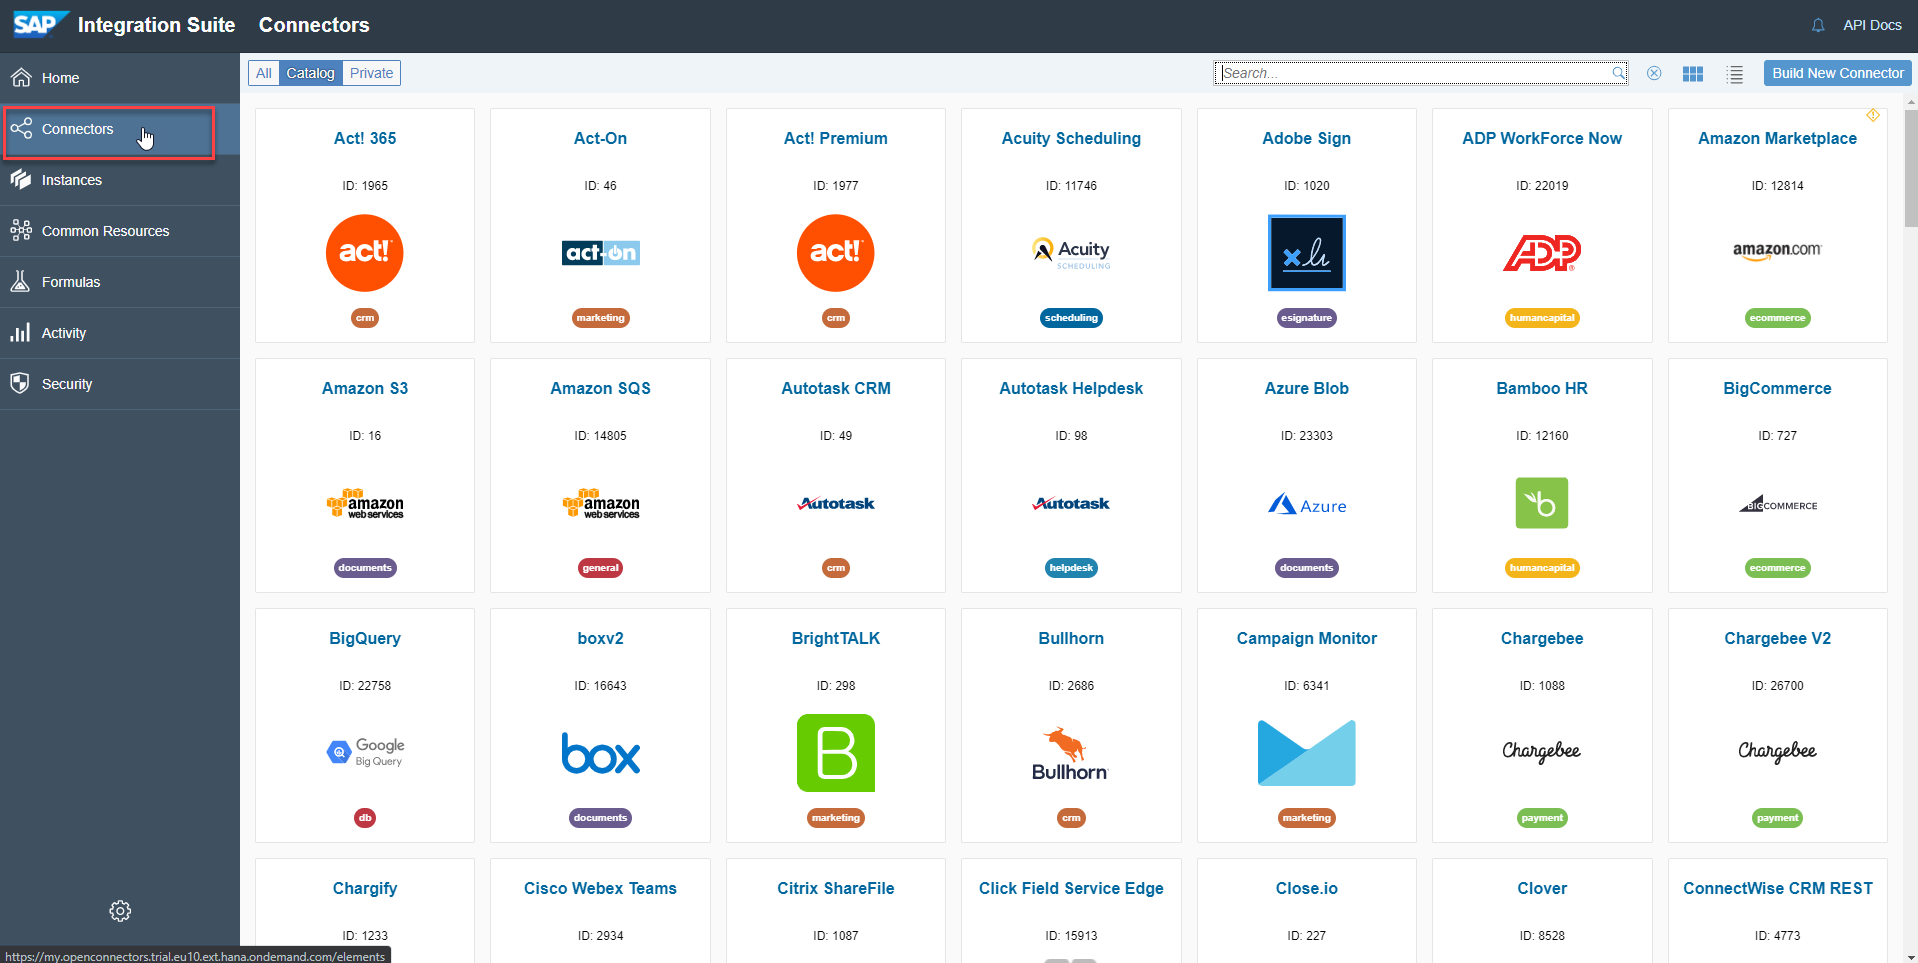 SAP Integration Suite Connectors
API Docs
Home
Connectors
Instances
Common Resources
Formulas
Activity
Security
All Catalog Private
Search...
Build New Connector
Act! 365
ID: 1965
act!
crm
Act-On
ID: 46
act-on
marketing
Act! Premium
ID: 1977
act!
crm
Acuity Scheduling
ID: 11746
Acuity
SCHEDULING
scheduling
Adobe Sign
ID: 1020
esignature
ADP WorkForce Now
ID: 22019
ADP
humancapital
Amazon Marketplace
ID: 12814
amazon.com
ecommerce
Amazon S3
ID: 16
amazon
web services
documents
Amazon SQS
ID: 14805
amazon
web services
general
Autotask CRM
ID: 49
Autotask
crm
Autotask Helpdesk
ID: 98
Autotask
helpdesk
Azure Blob
ID: 23303
Azure
documents
Bamboo HR
ID: 12160
b
humancapital
BigCommerce
ID: 727
BIGCOMMERCE
ecommerce
BigQuery
ID: 22758
Google
Big Query
db
boxv2
ID: 16643
box
documents
BrightTALK
ID: 298
B
marketing
Bullhorn
ID: 2686
Bullhorn
crm
Campaign Monitor
ID: 6341
marketing
Chargebee
ID: 1088
Chargebee
payment
Chargebee V2
ID: 26700
Chargebee
payment
Chargify
ID: 1233
Cisco Webex Teams
ID: 2934
Citrix ShareFile
ID: 1087
Click Field Service Edge
ID: 15913
Close.io
ID: 227
Clover
ID: 8528
ConnectWise CRM REST
ID: 4773
https://my.openconnectors.trial.eu10.ext.hana.ondemand.com/elements